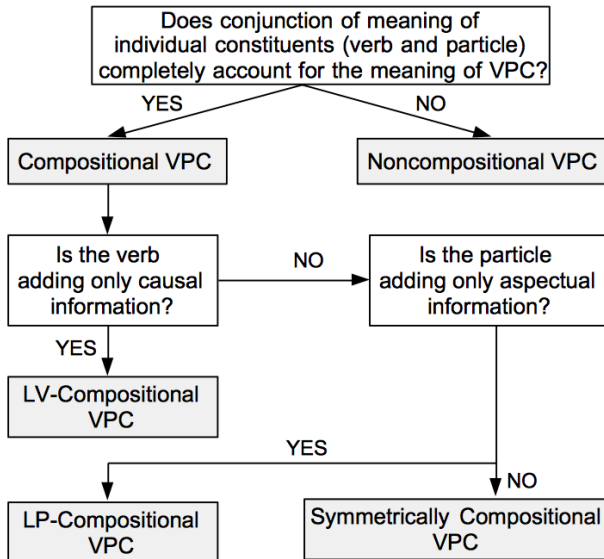 Does conjunction of meaning of
individual constituents (verb and particle)
completely account for the meaning of VPC?
YES
NO
Compositional VPC
Noncompositional VPC
Is the verb
adding only causal
information?
NO
Is the particle
adding only aspectual
information?
YES
LV-Compositional
VPC
YES
NO
LP-Compositional
VPC
Symmetrically Compositional
VPC